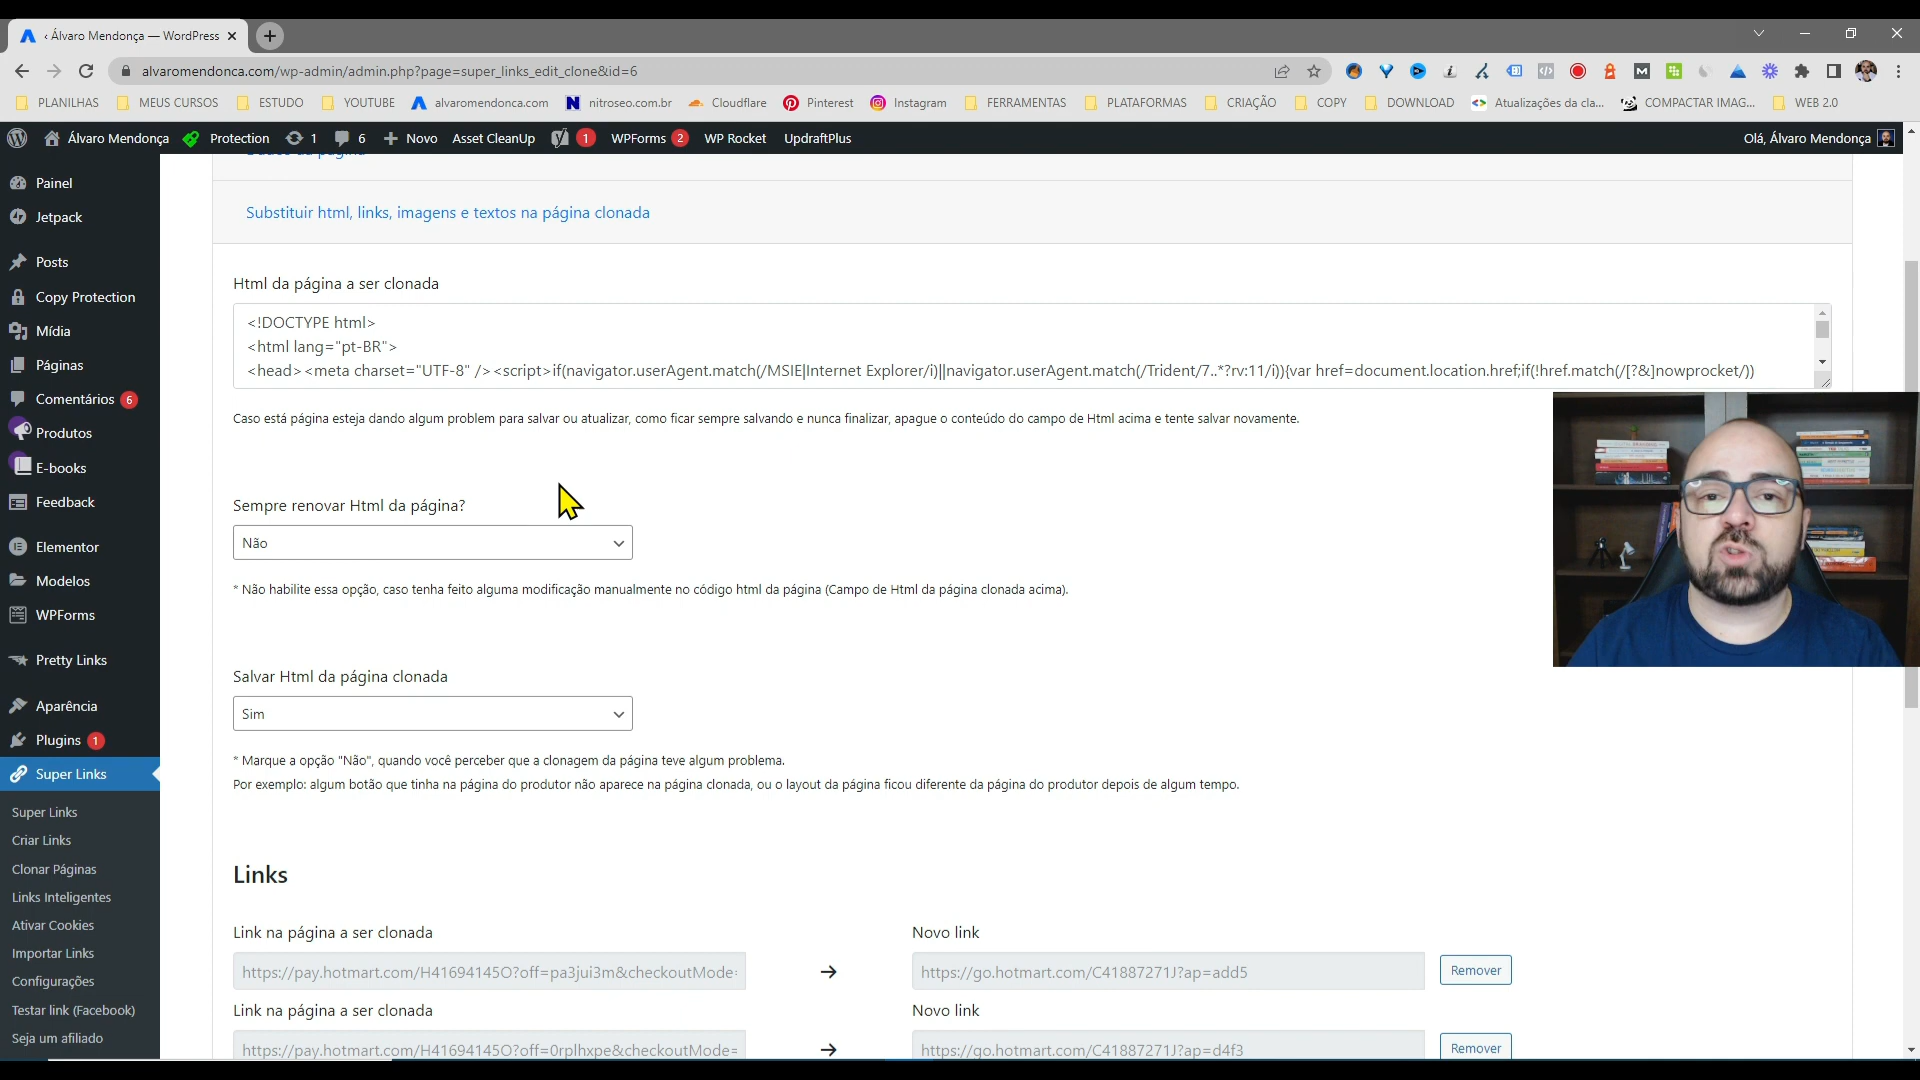 ‹ Álvaro Mendonça — WordPress
alvaromendonca.com/wp-admin/admin.php?page=super_links_edit_clone&id=6
PLANILHAS
MEUS CURSOS
ESTUDO
YOUTUBE
alvaromendonca.com
nitroseo.com.br
Cloudflare
Pinterest
Instagram
FERRAMENTAS
PLATAFORMAS
CRIAÇÃO
COPY
DOWNLOAD
Atualizações da cla...
COMPACTAR IMAG...
WEB 2.0
Álvaro Mendonça
Protection
1
6
Novo
Asset CleanUp
1
WPForms 2
WP Rocket
UpdraftPlus
Olá, Álvaro Mendonça
Painel
Jetpack
Posts
Copy Protection
Mídia
Páginas
Comentários 6
Produtos
E-books
Feedback
Elementor
Modelos
WPForms
Pretty Links
Aparência
Plugins 1
Super Links
Super Links
Criar Links
Clonar Páginas
Links Inteligentes
Ativar Cookies
Importar Links
Configurações
Testar link (Facebook)
Seja um afiliado
Substituir html, links, imagens e textos na página clonada
Html da página a ser clonada
<!DOCTYPE html>
<html lang="pt-BR">
<head><meta charset="UTF-8" /><script>if(navigator.userAgent.match(/MSIE|Internet Explorer/i)||navigator.userAgent.match(/Trident/7..*?rv:11/i)){var href=document.location.href;if(!href.match(/[?&]nowprocket/))
Caso está página esteja dando algum problem para salvar ou atualizar, como ficar sempre salvando e nunca finalizar, apague o conteúdo do campo de Html acima e tente salvar novamente.
Sempre renovar Html da página?
Não
* Não habilite essa opção, caso tenha feito alguma modificação manualmente no código html da página (Campo de Html da página clonada acima).
Salvar Html da página clonada
Sim
* Marque a opção "Não", quando você perceber que a clonagem da página teve algum problema.
Por exemplo: algum botão que tinha na página do produtor não aparece na página clonada, ou o layout da página ficou diferente da página do produtor depois de algum tempo.
Links
Link na página a ser clonada
Novo link
https://pay.hotmart.com/H41694145O?off=pa3jui3m&checkoutMode=
https://go.hotmart.com/C41887271J?ap=add5
Remover
Link na página a ser clonada
Novo link
https://pay.hotmart.com/H41694145O?off=0rplhxpe&checkoutMode=
https://go.hotmart.com/C41887271J?ap=d4f3
Remover